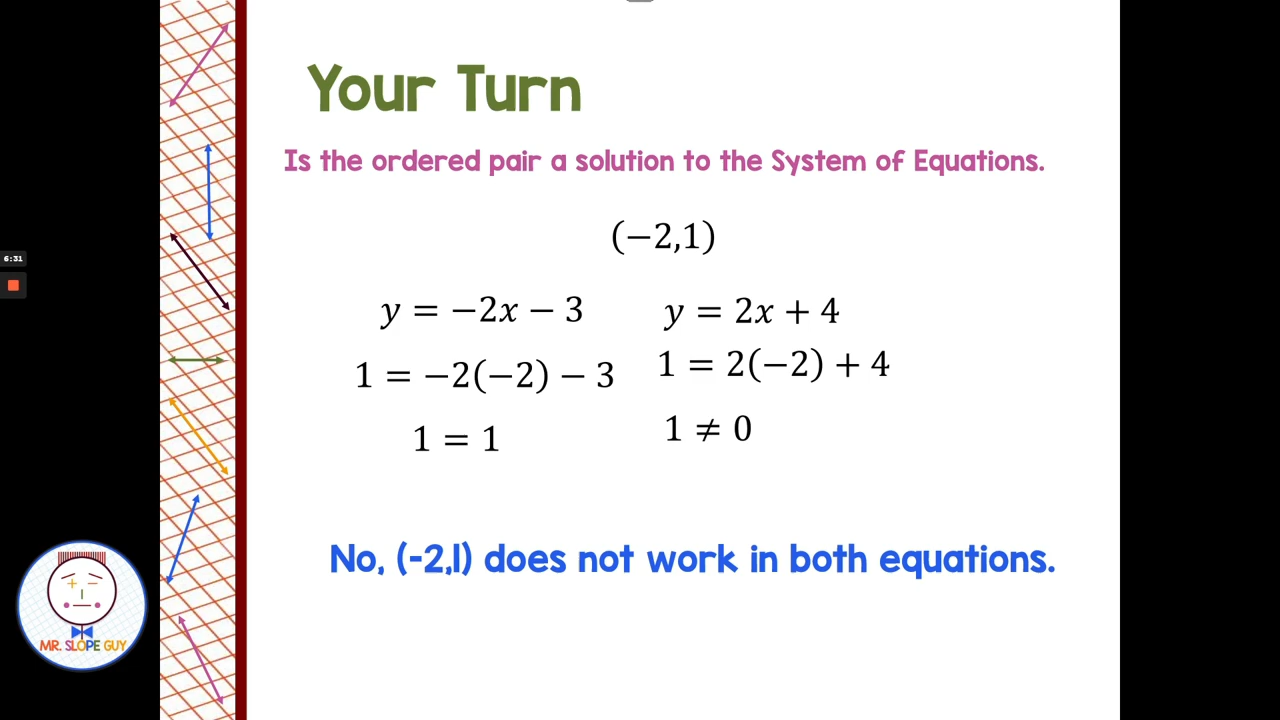 Your Turn
Is the ordered pair a solution to the System of Equations.
(−2,1)
y = −2x − 3
1 = −2(−2) − 3
1 = 1
y = 2x + 4
1 = 2(−2) + 4
1 ≠ 0
No, (-2,1) does not work in both equations.
6:31
MR. SLOPE GUY